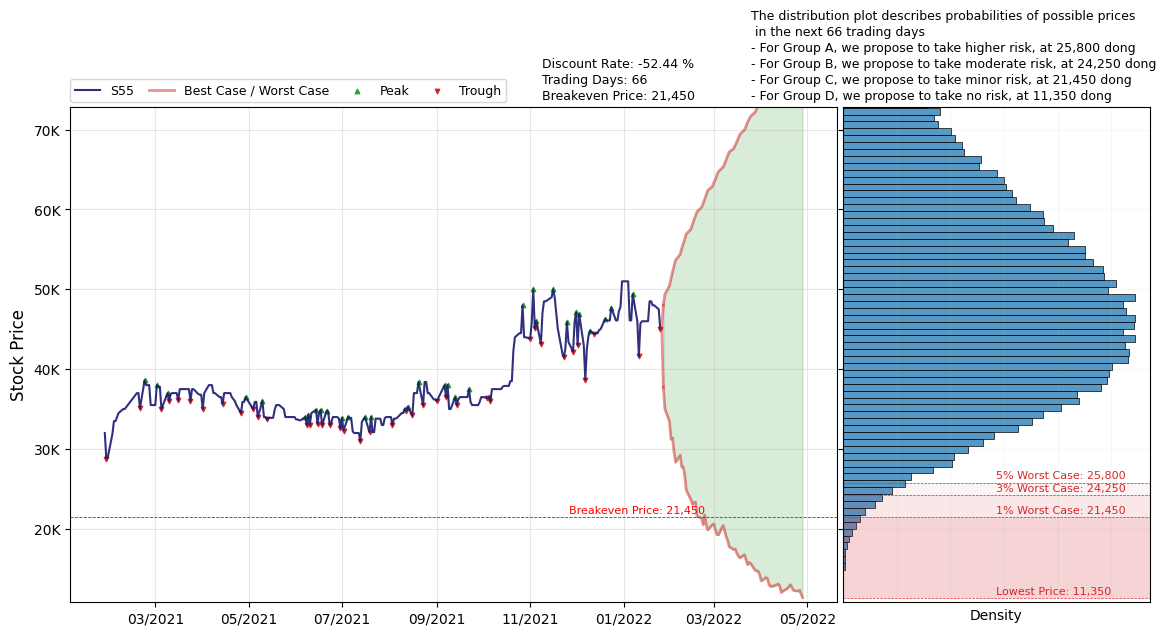 The distribution plot describes probabilities of possible prices
in the next 66 trading days
- For Group A, we propose to take higher risk, at 25,800 dong
- For Group B, we propose to take moderate risk, at 24,250 dong
- For Group C, we propose to take minor risk, at 21,450 dong
- For Group D, we propose to take no risk, at 11,350 dong
Discount Rate: -52.44 %
Trading Days: 66
Breakeven Price: 21,450
S55
Best Case / Worst Case
Peak
Trough
Stock Price
70K
60K
50K
40K
30K
20K
Breakeven Price: 21,450
03/2021
05/2021
07/2021
09/2021
11/2021
01/2022
03/2022
05/2022
5% Worst Case: 25,800
3% Worst Case: 24,250
1% Worst Case: 21,450
Lowest Price: 11,350
Density